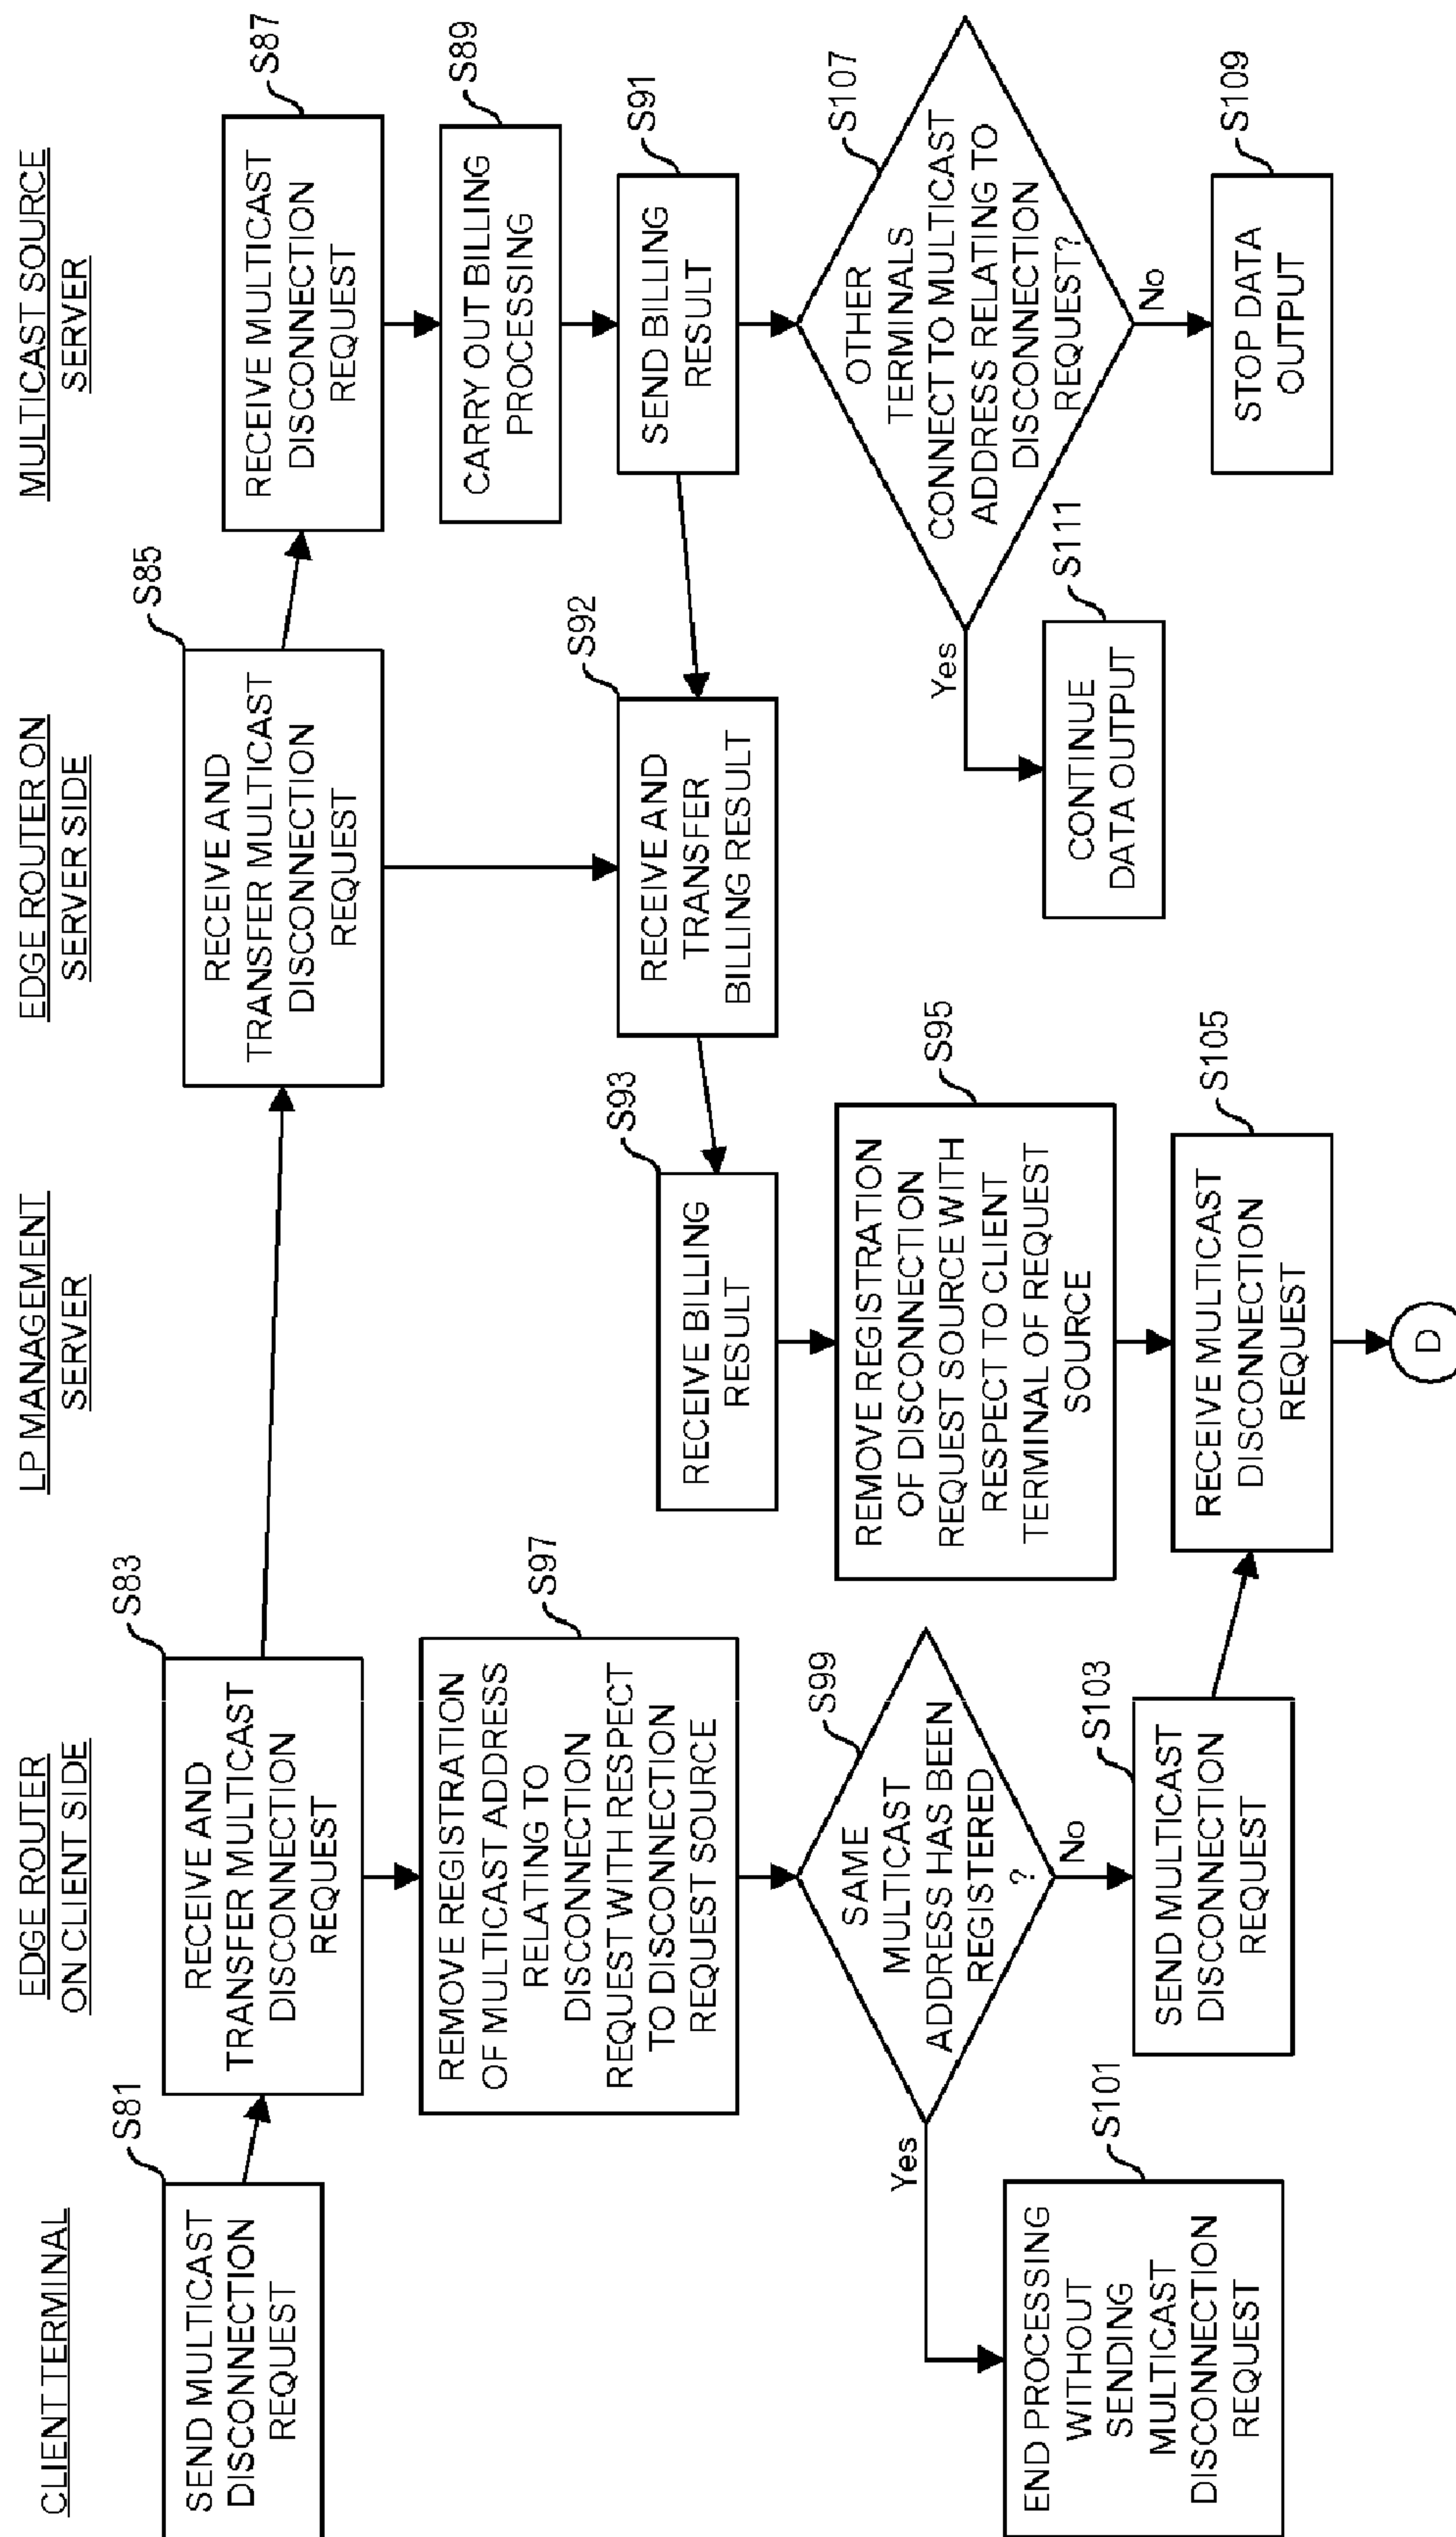 CLIENT TERMINAL
EDGE ROUTER
ON CLIENT SIDE
LP MANAGEMENT
SERVER
EDGE ROUTER ON
SERVER SIDE
MULTICAST SOURCE
SERVER
S81
SEND MULTICAST
DISCONNECTION
REQUEST
S83
RECEIVE AND
TRANSFER MULTICAST
DISCONNECTION
REQUEST
S85
RECEIVE AND
TRANSFER MULTICAST
DISCONNECTION
REQUEST
S87
RECEIVE MULTICAST
DISCONNECTION
REQUEST
S89
CARRY OUT BILLING
PROCESSING
S91
SEND BILLING
RESULT
S92
RECEIVE AND
TRANSFER
BILLING RESULT
S93
RECEIVE BILLING
RESULT
S95
REMOVE REGISTRATION
OF DISCONNECTION
REQUEST SOURCE WITH
RESPECT TO CLIENT
TERMINAL OF REQUEST
SOURCE
S97
REMOVE REGISTRATION
OF MULTICAST ADDRESS
RELATING TO
DISCONNECTION
REQUEST WITH RESPECT
TO DISCONNECTION
REQUEST SOURCE
S99
SAME
MULTICAST
ADDRESS HAS BEEN
REGISTERED
?
Yes
No
S101
END PROCESSING
WITHOUT
SENDING
MULTICAST
DISCONNECTION
REQUEST
S103
SEND MULTICAST
DISCONNECTION
REQUEST
S105
RECEIVE MULTICAST
DISCONNECTION
REQUEST
D
S107
OTHER
TERMINALS
CONNECT TO MULTICAST
ADDRESS RELATING TO
DISCONNECTION
REQUEST?
Yes
No
S111
CONTINUE
DATA OUTPUT
S109
STOP DATA
OUTPUT